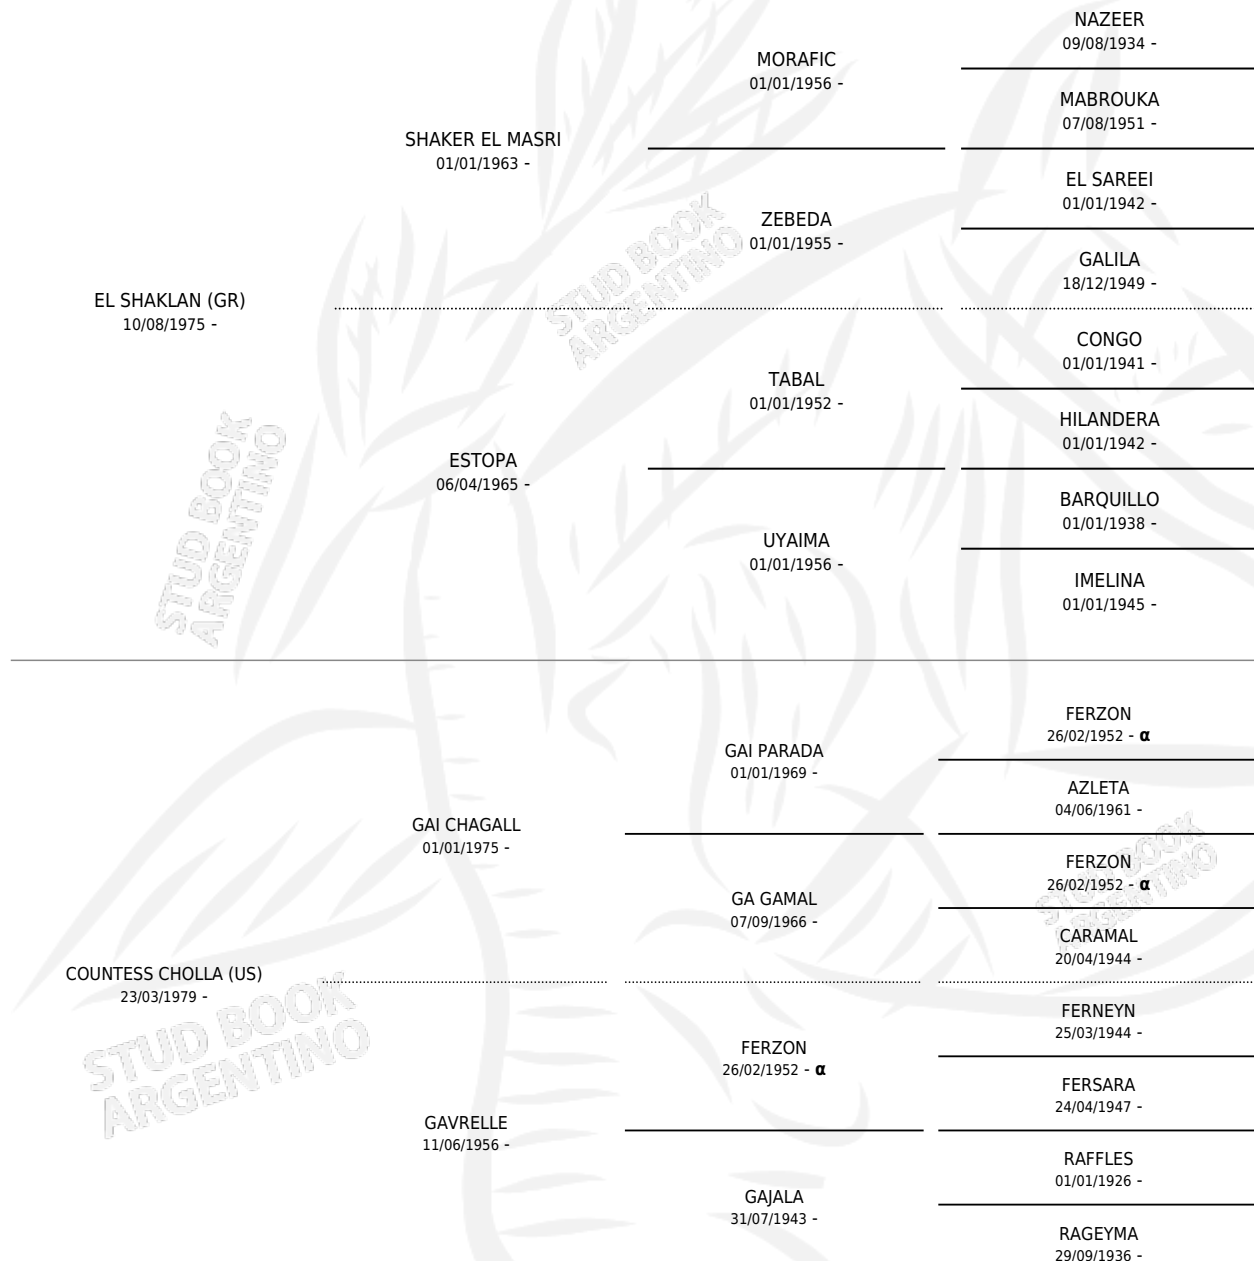 NAZEER
09/08/1934 -
MORAFIC
01/01/1956 -
MABROUKA
07/08/1951 -
SHAKER EL MASRI
01/01/1963 -
EL SAREEI
01/01/1942 -
ZEBEDA
01/01/1955 -
GALILA
18/12/1949 -
EL SHAKLAN (GR)
10/08/1975 -
CONGO
01/01/1941 -
TABAL
01/01/1952 -
HILANDERA
01/01/1942 -
ESTOPA
06/04/1965 -
BARQUILLO
01/01/1938 -
UYAIMA
01/01/1956 -
IMELINA
01/01/1945 -
STUD BOOK
ARGENTINO
STUD BOOK
ARGENTINO
FERZON
26/02/1952 - α
GAI PARADA
01/01/1969 -
AZLETA
04/06/1961 -
GAI CHAGALL
01/01/1975 -
FERZON
26/02/1952 - α
GA GAMAL
07/09/1966 -
CARAMAL
20/04/1944 -
COUNTESS CHOLLA (US)
23/03/1979 -
FERNEYN
25/03/1944 -
FERZON
26/02/1952 - α
FERSARA
24/04/1947 -
GAVRELLE
11/06/1956 -
RAFFLES
01/01/1926 -
GAJALA
31/07/1943 -
RAGEYMA
29/09/1936 -
STUD BOOK
ARGENTINO
STUD BOOK
ARGENTINO